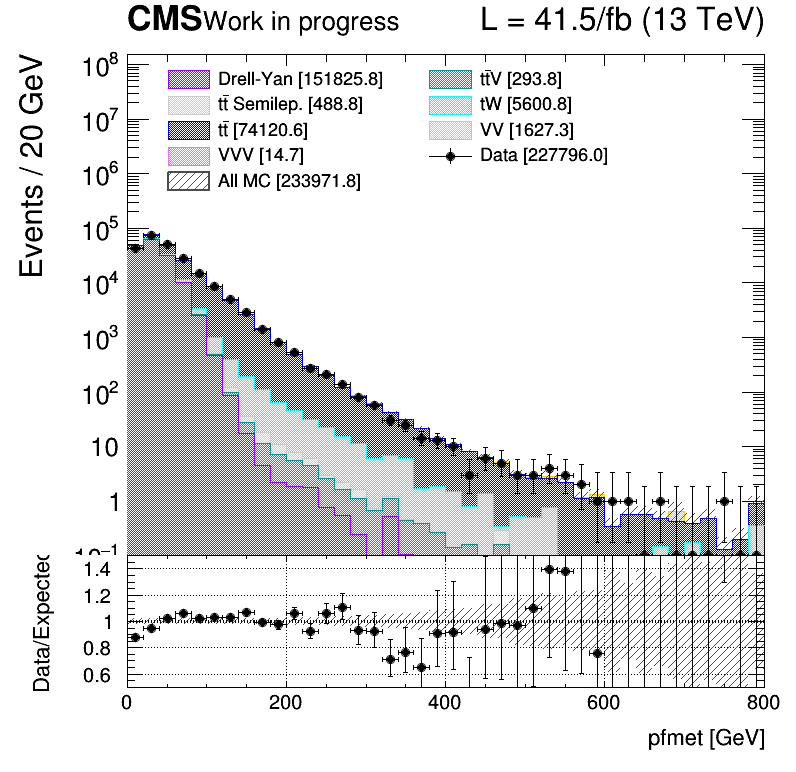 CMS Work in progress L = 41.5/fb (13 TeV)
Events / 20 GeV
Drell-Yan [151825.8]
tt̄ Semilep. [488.8]
tt̄ [74120.6]
VVV [14.7]
All MC [233971.8]
tt̄V [293.8]
tW [5600.8]
VV [1627.3]
Data [227796.0]
10⁸
10⁷
10⁶
10⁵
10⁴
10³
10²
10
1
10⁻¹
Data/Expected
1.4
1.2
1
0.8
0.6
0 200 400 600 800
pfmet [GeV]